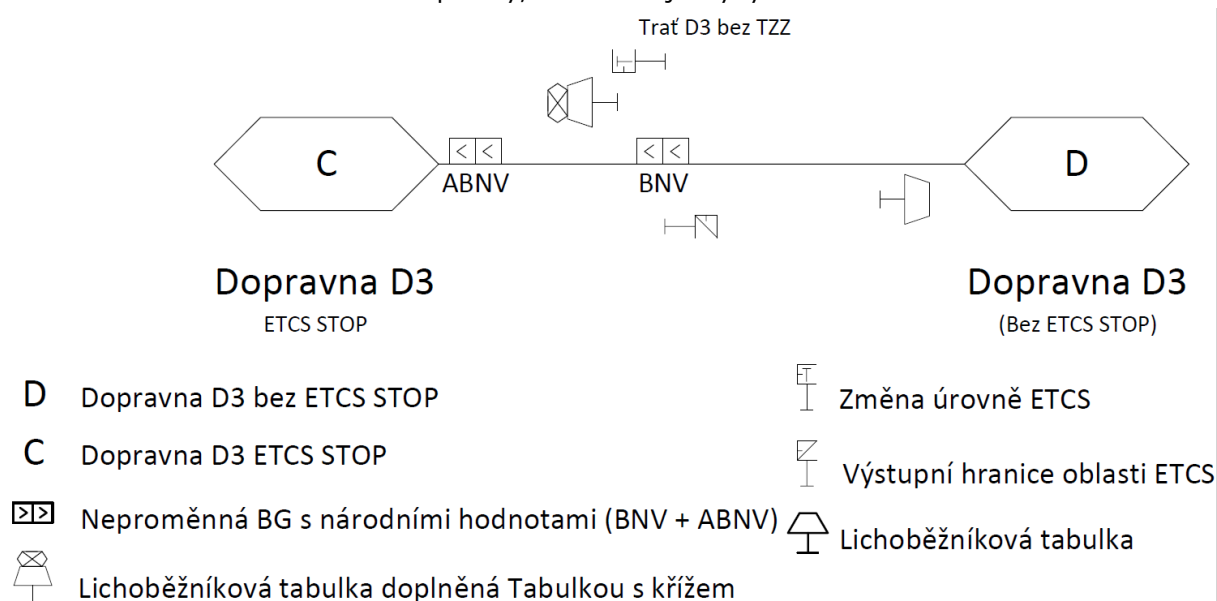 Trať D3 bez TZZ
C
D
< <
< <
ABNV
BNV
Dopravna D3
ETCS STOP
Dopravna D3
(Bez ETCS STOP)
D Dopravna D3 bez ETCS STOP
C Dopravna D3 ETCS STOP
>> Neproměnná BG s národními hodnotami (BNV + ABNV)
Lichoběžníková tabulka doplněná Tabulkou s křížem
Změna úrovně ETCS
Výstupní hranice oblasti ETCS
Lichoběžníková tabulka